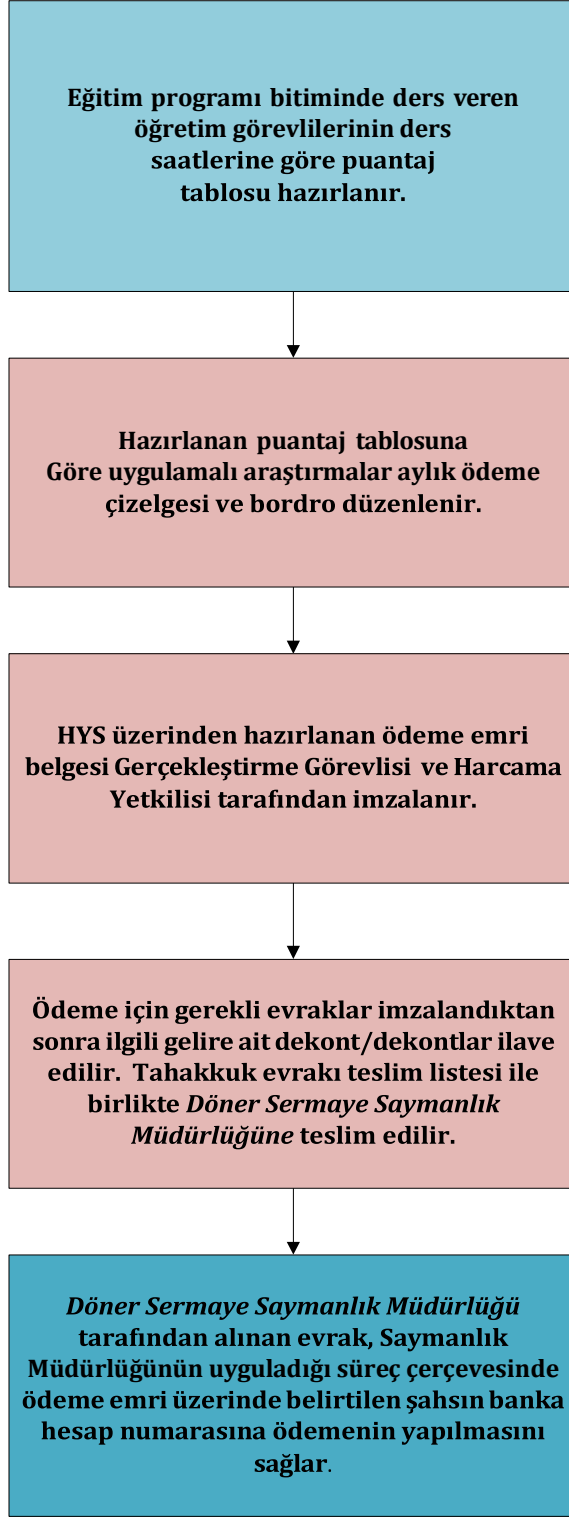 Eğitim programı bitiminde ders veren
öğretim görevlilerinin ders
saatlerine göre puantaj
tablosu hazırlanır.
Hazırlanan puantaj tablosuna
Göre uygulamalı araştırmalar aylık ödeme
çizelgesi ve bordro düzenlenir.
HYS üzerinden hazırlanan ödeme emri
belgesi Gerçekleştirme Görevlisi ve Harcama
Yetkilisi tarafından imzalanır.
Ödeme için gerekli evraklar imzalandıktan
sonra ilgili gelire ait dekont/dekontlar ilave
edilir. Tahakkuk evrakı teslim listesi ile
birlikte Döner Sermaye Saymanlık
Müdürlüğüne teslim edilir.
Döner Sermaye Saymanlık Müdürlüğü
tarafından alınan evrak, Saymanlık
Müdürlüğünün uyguladığı süreç çerçevesinde
ödeme emri üzerinde belirtilen şahsın banka
hesap numarasına ödemenin yapılmasını
sağlar.